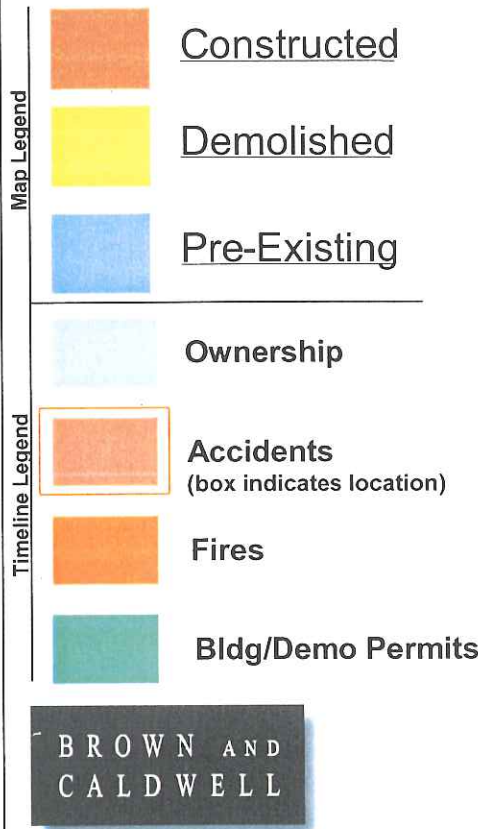 Map Legend
Constructed
Demolished
Pre-Existing
Timeline Legend
Ownership
Accidents
(box indicates location)
Fires
Bldg/Demo Permits
BROWN AND
CALDWELL